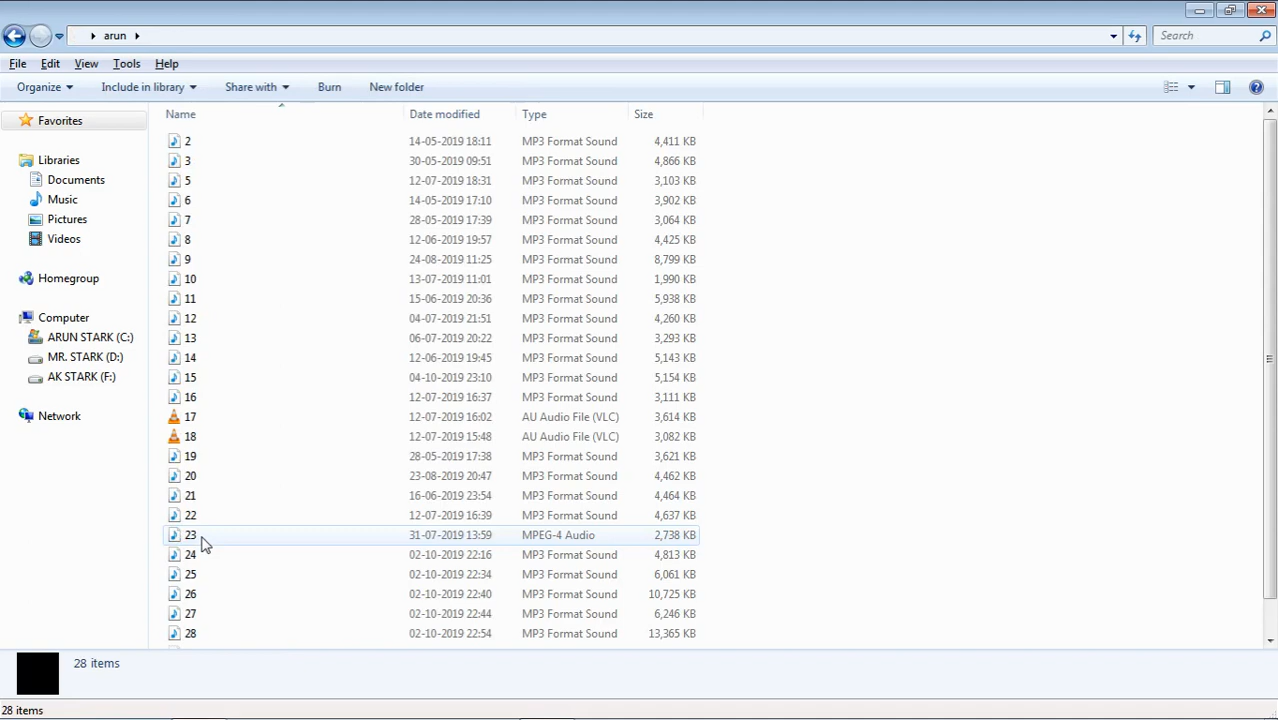 arun
Search
File Edit View Tools Help
Organize Include in library Share with Burn New folder
Name Date modified Type Size
Favorites
Libraries
Documents
Music
Pictures
Videos
Homegroup
Computer
ARUN STARK (C:)
MR. STARK (D:)
AK STARK (F:)
Network
2 14-05-2019 18:11 MP3 Format Sound 4,411 KB
3 30-05-2019 09:51 MP3 Format Sound 4,866 KB
5 12-07-2019 18:31 MP3 Format Sound 3,103 KB
6 14-05-2019 17:10 MP3 Format Sound 3,902 KB
7 28-05-2019 17:39 MP3 Format Sound 3,064 KB
8 12-06-2019 19:57 MP3 Format Sound 4,425 KB
9 24-08-2019 11:25 MP3 Format Sound 8,799 KB
10 13-07-2019 11:01 MP3 Format Sound 1,990 KB
11 15-06-2019 20:36 MP3 Format Sound 5,938 KB
12 04-07-2019 21:51 MP3 Format Sound 4,260 KB
13 06-07-2019 20:22 MP3 Format Sound 3,293 KB
14 12-06-2019 19:45 MP3 Format Sound 5,143 KB
15 04-10-2019 23:10 MP3 Format Sound 5,154 KB
16 12-07-2019 16:37 MP3 Format Sound 3,111 KB
17 12-07-2019 16:02 AU Audio File (VLC) 3,614 KB
18 12-07-2019 15:48 AU Audio File (VLC) 3,082 KB
19 28-05-2019 17:38 MP3 Format Sound 3,621 KB
20 23-08-2019 20:47 MP3 Format Sound 4,462 KB
21 16-06-2019 23:54 MP3 Format Sound 4,464 KB
22 12-07-2019 16:39 MP3 Format Sound 4,637 KB
23 31-07-2019 13:59 MPEG-4 Audio 2,738 KB
24 02-10-2019 22:16 MP3 Format Sound 4,813 KB
25 02-10-2019 22:34 MP3 Format Sound 6,061 KB
26 02-10-2019 22:40 MP3 Format Sound 10,725 KB
27 02-10-2019 22:44 MP3 Format Sound 6,246 KB
28 02-10-2019 22:54 MP3 Format Sound 13,365 KB
28 items
28 items